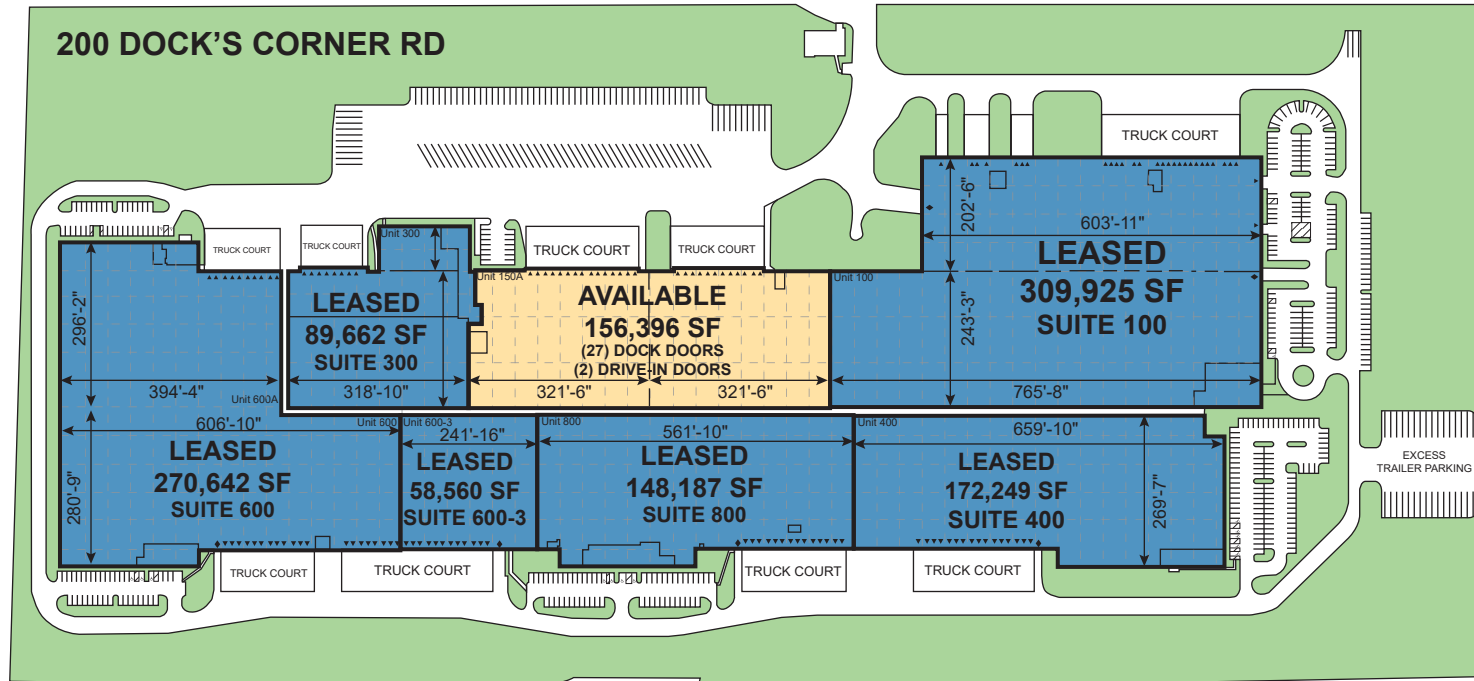 200 DOCK'S CORNER RD
TRUCK COURT
TRUCK COURT
TRUCK COURT
Unit 300
TRUCK COURT
TRUCK COURT
202'-6"
603'-11"
LEASED
309,925 SF
SUITE 100
Unit 150A
Unit 100
AVAILABLE
156,396 SF
(27) DOCK DOORS
(2) DRIVE-IN DOORS
321'-6"
321'-6"
243'-3"
765'-8"
LEASED
89,662 SF
SUITE 300
318'-10"
296'-2"
394'-4"
Unit 600A
606'-10"
Unit 600
LEASED
270,642 SF
SUITE 600
280'-9"
Unit 600-3
241'-16"
LEASED
58,560 SF
SUITE 600-3
Unit 800
561'-10"
LEASED
148,187 SF
SUITE 800
Unit 400
659'-10"
LEASED
172,249 SF
SUITE 400
269'-7"
EXCESS
TRAILER PARKING
TRUCK COURT
TRUCK COURT
TRUCK COURT
TRUCK COURT